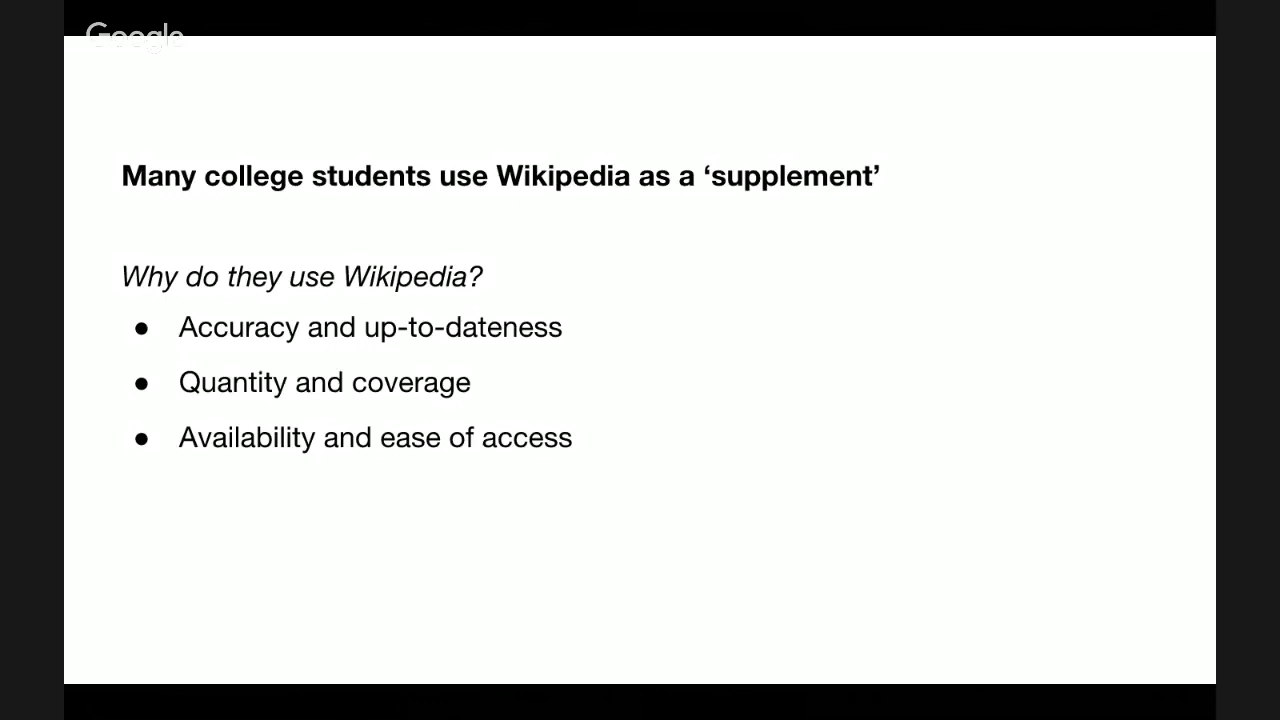 Google
Many college students use Wikipedia as a ‘supplement’
Why do they use Wikipedia?
● Accuracy and up-to-dateness
● Quantity and coverage
● Availability and ease of access